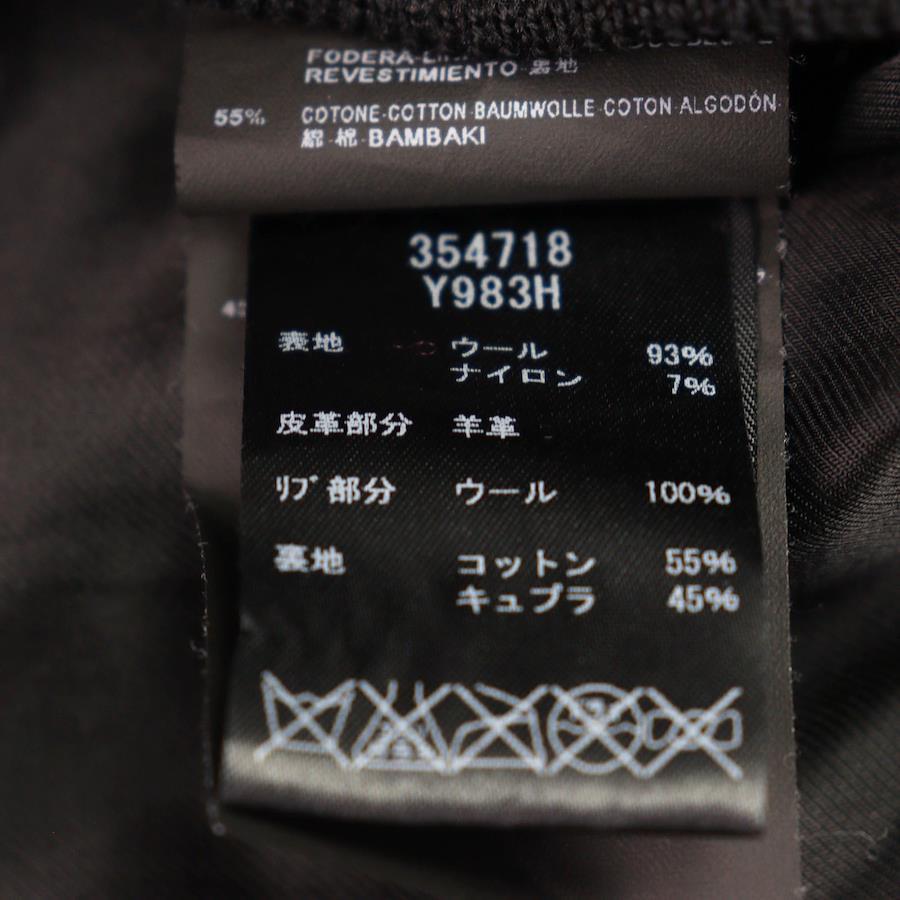 FODERA
REVESTIMIENTO 裏地
55% COTONE·COTTON·BAUMWOLLE·COTON·ALGODÓN·
綿·棉·BAMBAKI
354718
Y983H
表地 ウール 93%
ナイロン 7%
皮革部分 羊革
ﾘﾌﾞ部分 ウール 100%
裏地 コットン 55%
キュプラ 45%